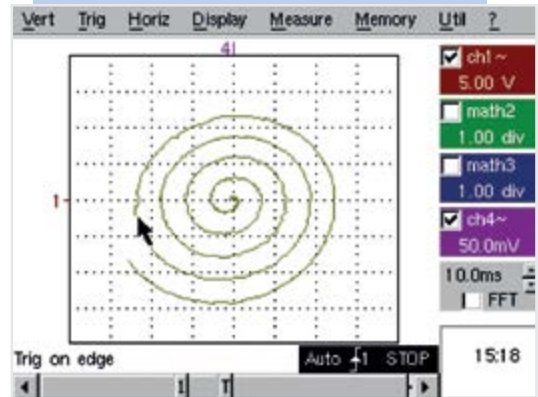 Vert Trig Horiz Display Measure Memory Util ?
4
ch1 ~
5.00 V
math2
1.00 div
math3
1.00 div
1
ch4~
50.0mV
10.0ms
FFT
Trig on edge
Auto 1 STOP
15:18
1 T